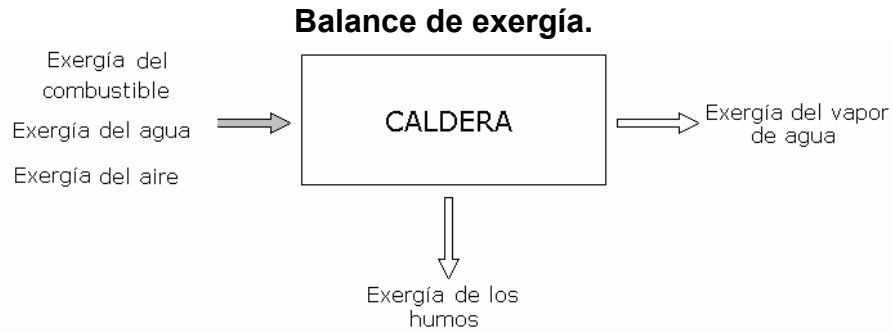 Balance de exergía.
Exergía del
combustible
Exergía del agua
Exergía del aire
CALDERA
Exergía del vapor
de agua
Exergía de los
humos